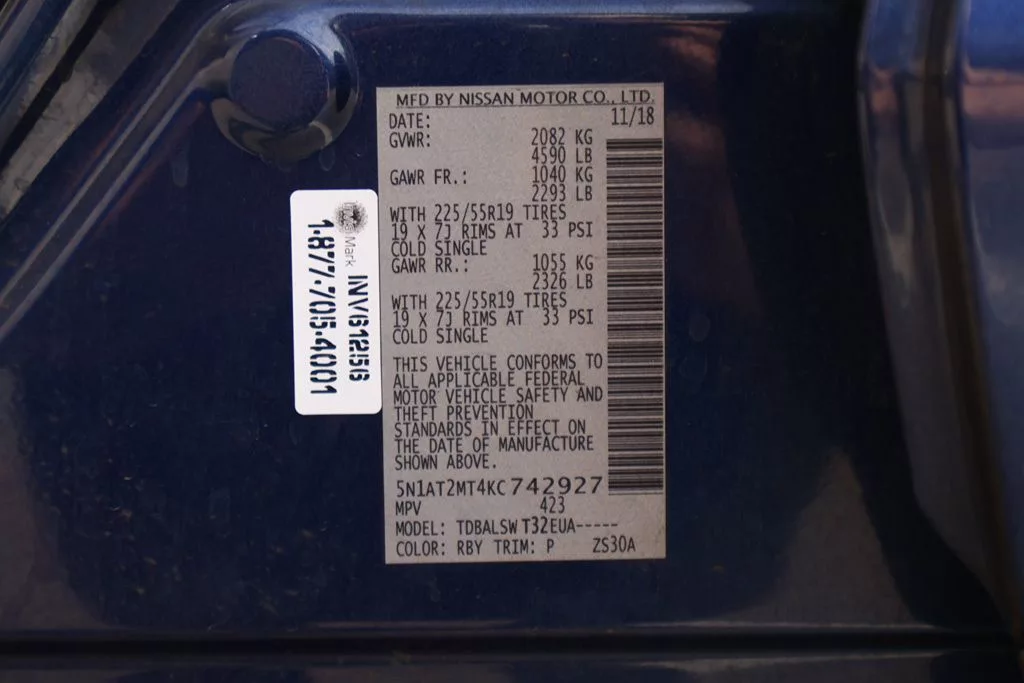 MFD BY NISSAN MOTOR CO., LTD.
DATE: 11/18
GVWR: 2082 KG
4590 LB
GAWR FR.: 1040 KG
2293 LB
WITH 225/55R19 TIRES
19 X 7J RIMS AT 33 PSI
COLD SINGLE
GAWR RR.: 1055 KG
2326 LB
WITH 225/55R19 TIRES
19 X 7J RIMS AT 33 PSI
COLD SINGLE
THIS VEHICLE CONFORMS TO
ALL APPLICABLE FEDERAL
MOTOR VEHICLE SAFETY AND
THEFT PREVENTION
STANDARDS IN EFFECT ON
THE DATE OF MANUFACTURE
SHOWN ABOVE.
5N1AT2MT4KC742927
MPV 423
MODEL: TDBALSW T32EUA-----
COLOR: RBY TRIM: P ZS30A
Mark INV61256
1-877-705-4001